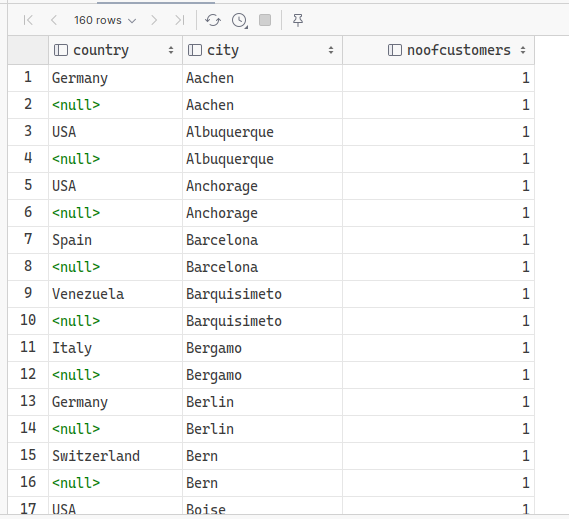 160 rows
country city noofcustomers
1 Germany Aachen 1
2 <null> Aachen 1
3 USA Albuquerque 1
4 <null> Albuquerque 1
5 USA Anchorage 1
6 <null> Anchorage 1
7 Spain Barcelona 1
8 <null> Barcelona 1
9 Venezuela Barquisimeto 1
10 <null> Barquisimeto 1
11 Italy Bergamo 1
12 <null> Bergamo 1
13 Germany Berlin 1
14 <null> Berlin 1
15 Switzerland Bern 1
16 <null> Bern 1
17 USA Boise 1